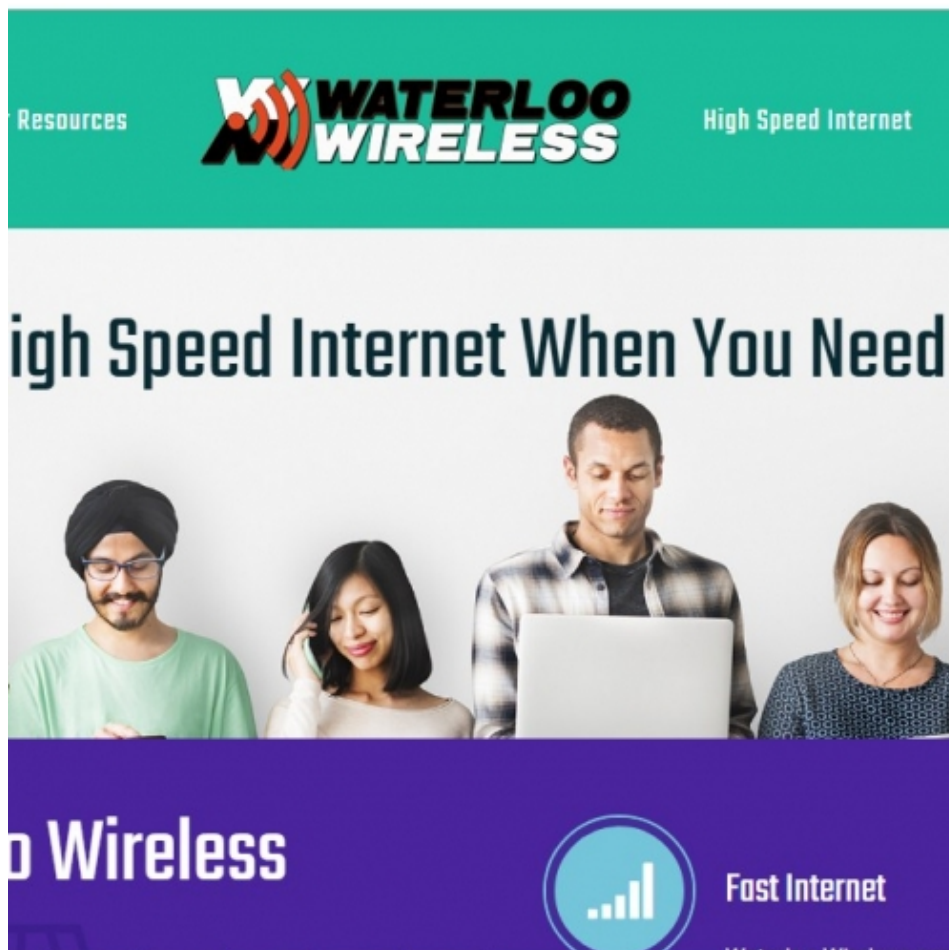 Resources
WATERLOO
WIRELESS
High Speed Internet
igh Speed Internet When You Need
o Wireless
Fast Internet